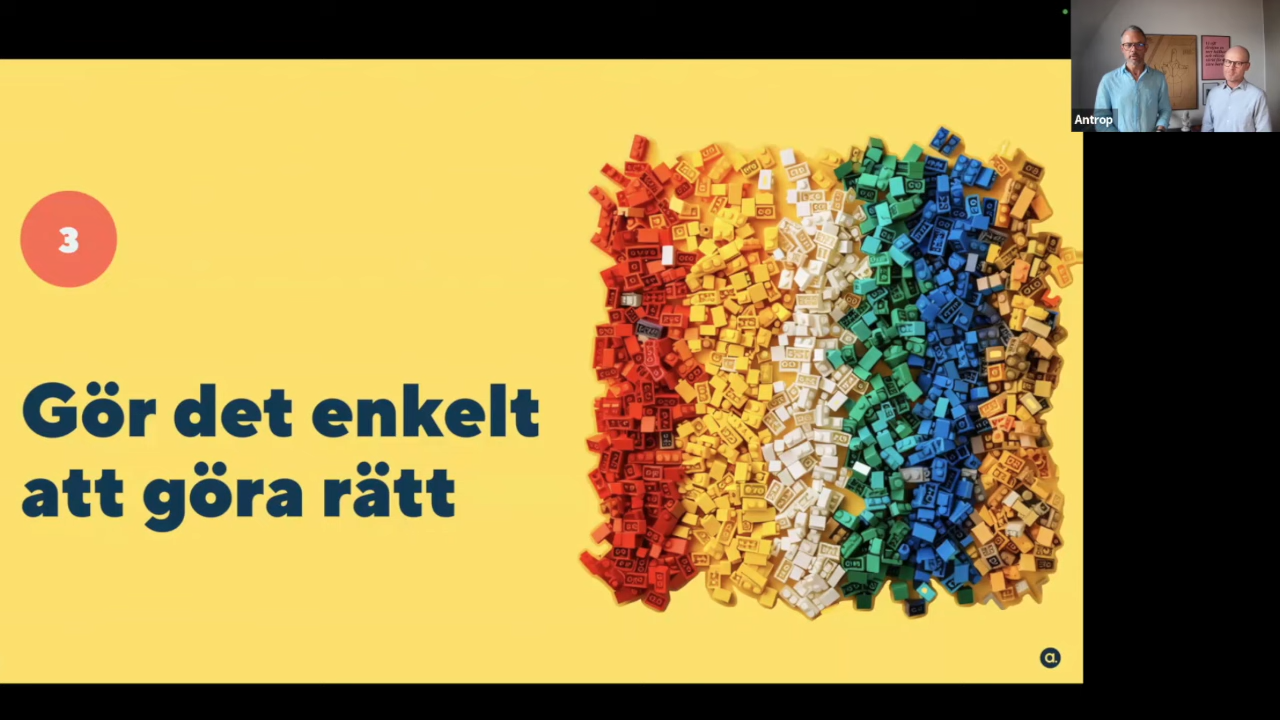 Antrop
3
Gör det enkelt
att göra rätt
a.